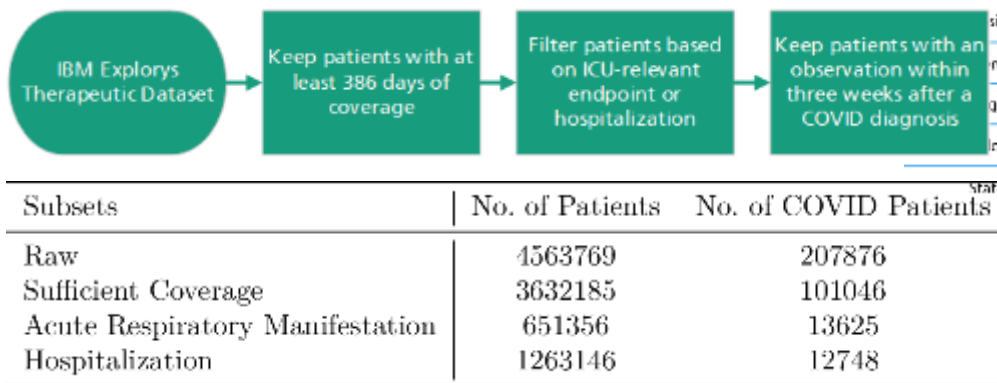 IBM Explorys
Therapeutic Dataset
Keep patients with at
least 386 days of
coverage
Filter patients based
on ICU-relevant
endpoint or
hospitalization
Keep patients with an
observation within
three weeks after a
COVID diagnosis
Subsets No. of Patients No. of COVID Patients
Raw 4563769 207876
Sufficient Coverage 3632185 101046
Acute Respiratory Manifestation 651356 13625
Hospitalization 1263146 12748